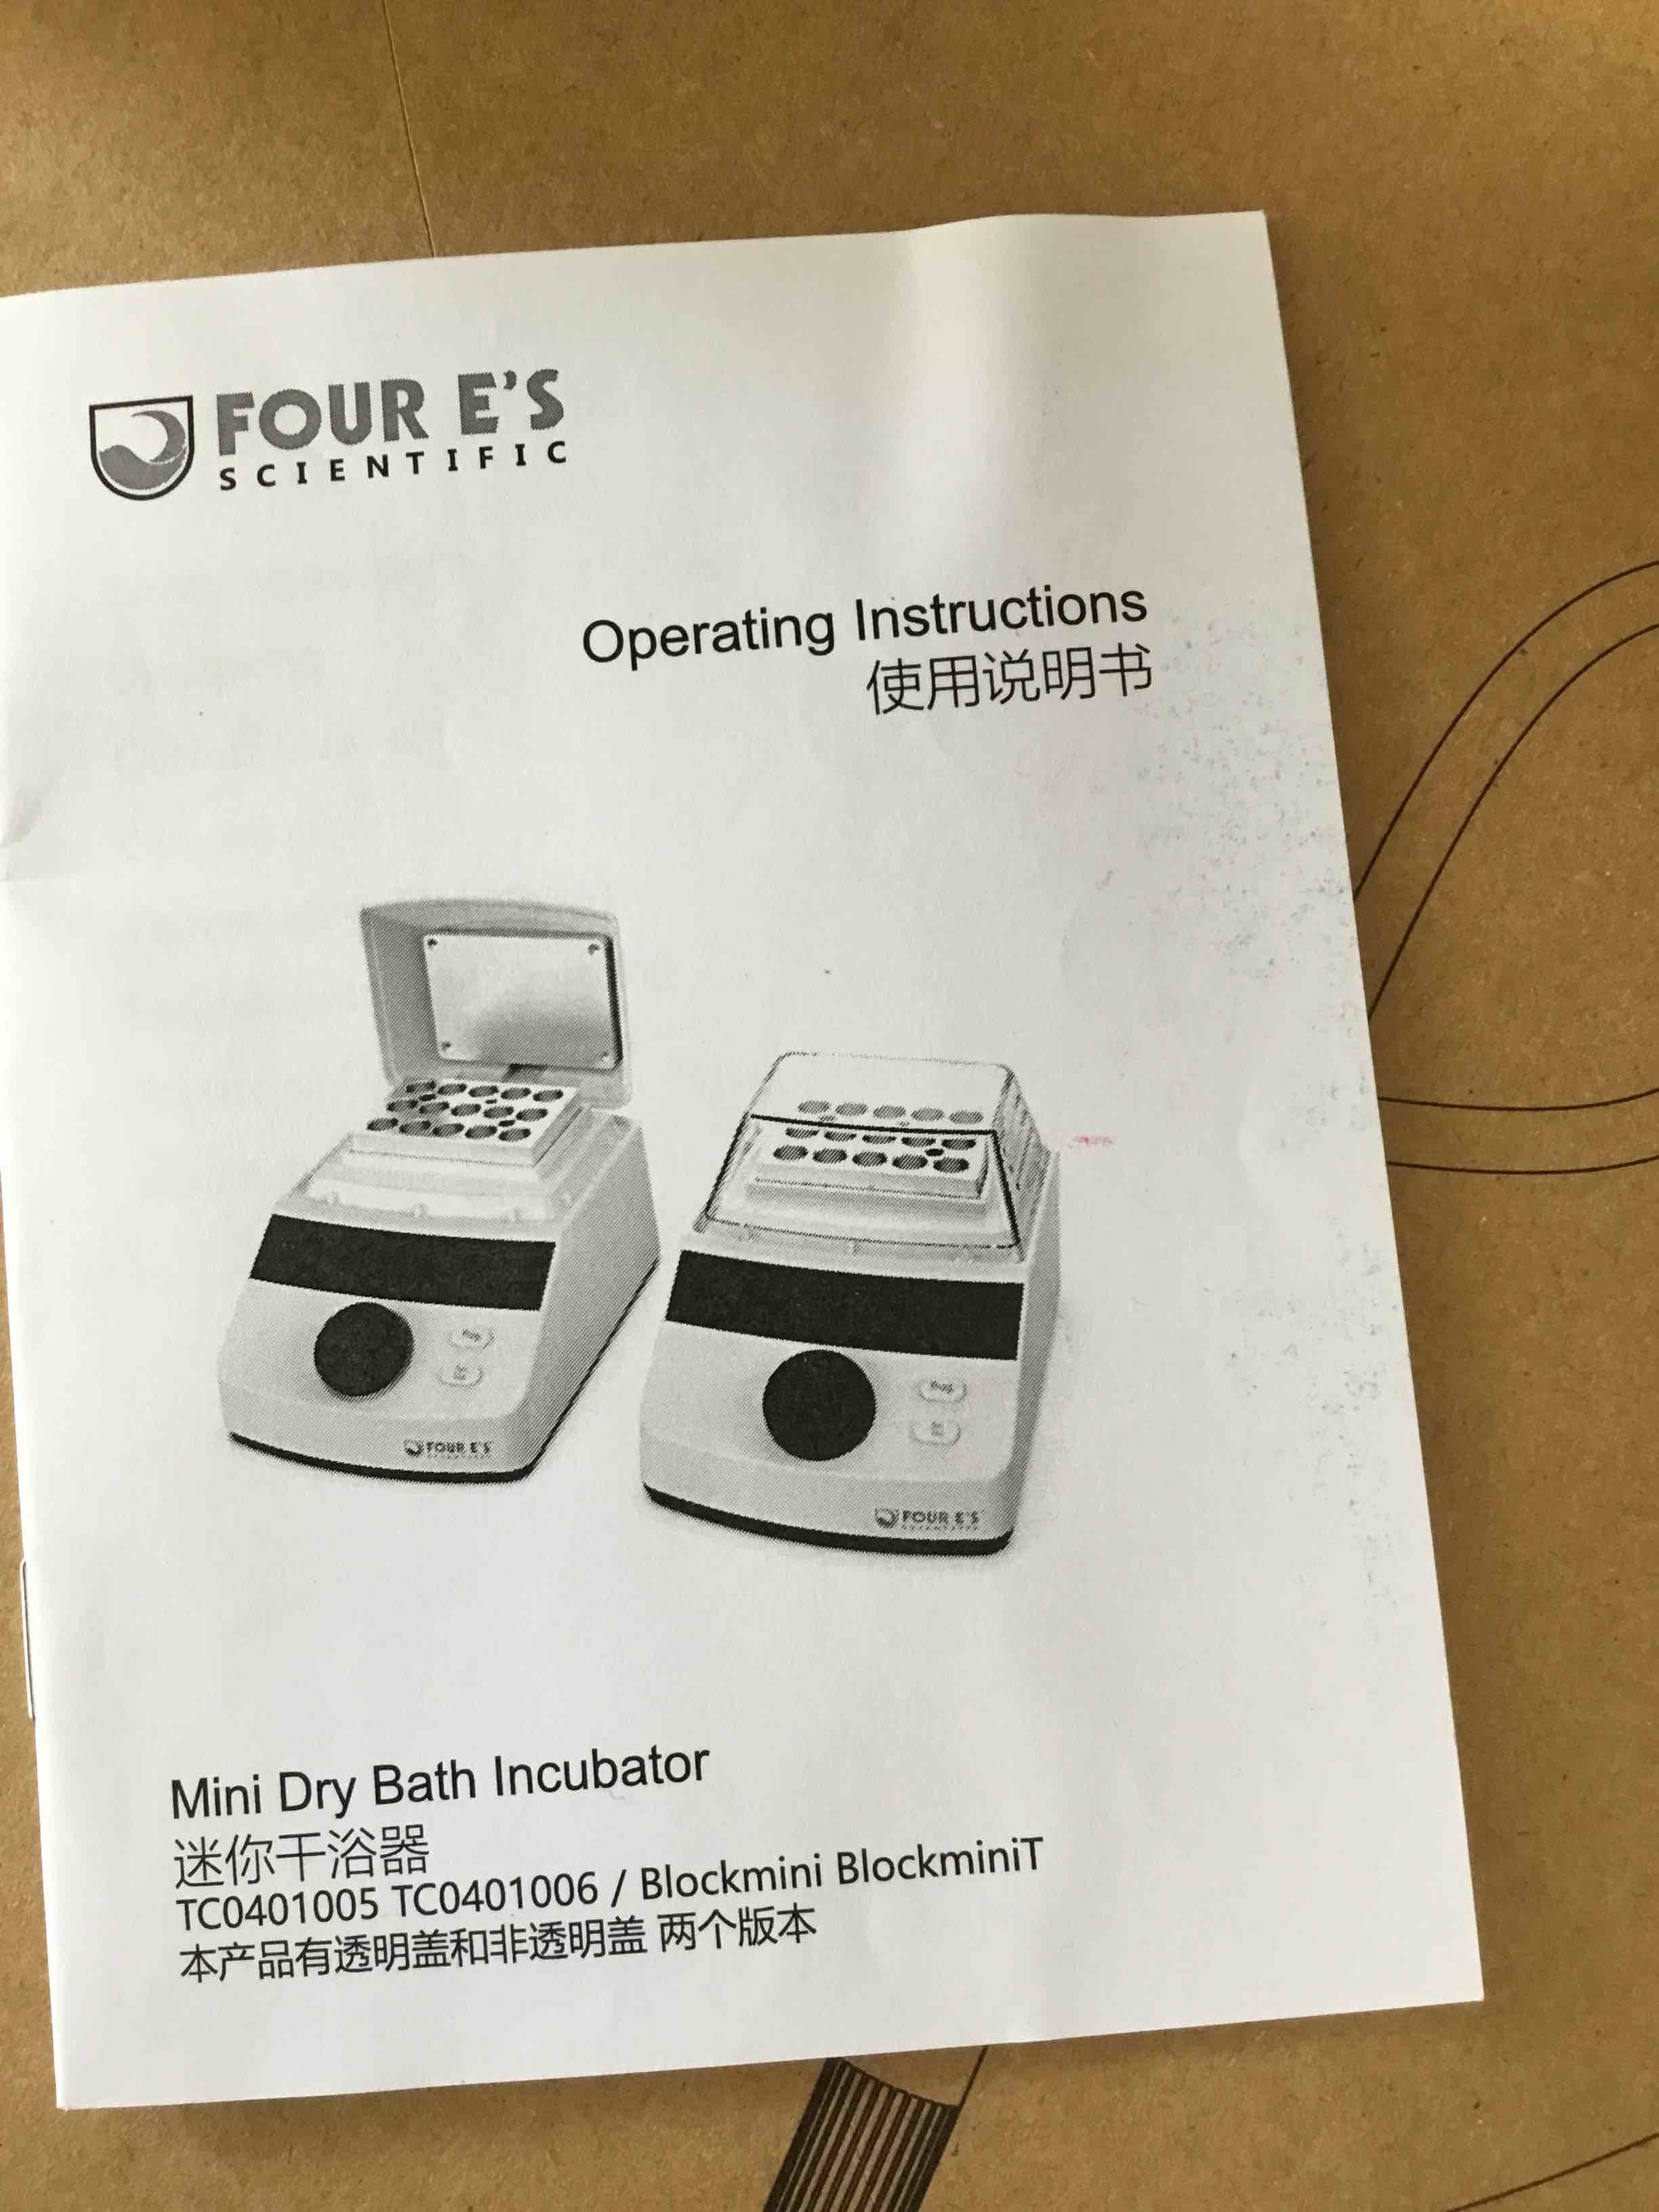 FOUR E'S
SCIENTIFIC
Operating Instructions
使用说明书
FOUR E'S
FOUR E'S
Mini Dry Bath Incubator
迷你干浴器
TC0401005 TC0401006 / Blockmini BlockminiT
本产品有透明盖和非透明盖 两个版本